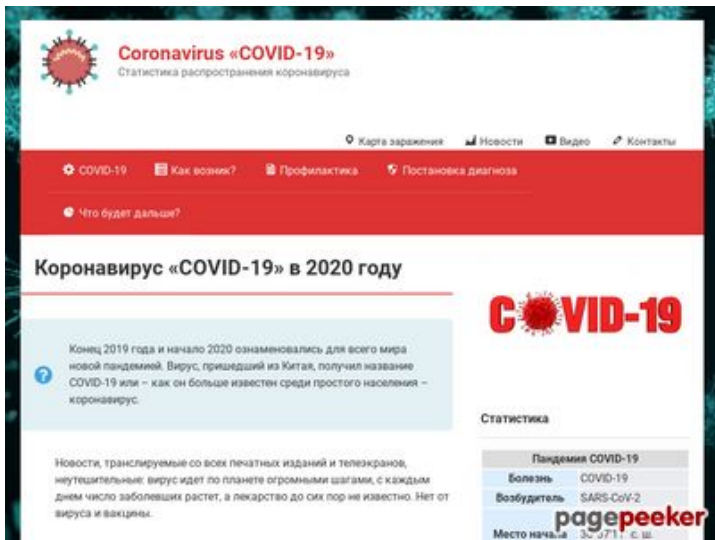 Coronavirus «COVID-19»
Статистика распространения коронавируса
Карта заражения Новости Видео Контакты
COVID-19 Как возник? Профилактика Постановка диагноза
Что будет дальше?
Коронавирус «COVID-19» в 2020 году
COVID-19
Конец 2019 года и начало 2020 ознаменовались для всего мира
новой пандемией. Вирус, пришедший из Китая, получил название
COVID-19 или – как он больше известен среди простого населения –
коронавирус.
Статистика
Новости, транслируемые со всех печатных изданий и телеэкранов,
неутешительные: вирус идет по планете огромными шагами, с каждым
днем число заболевших растет, а лекарство до сих пор не известно. Нет от
вируса и вакцины.
Пандемия COVID-19
Болезнь COVID-19
Возбудитель SARS-CoV-2
Место начала с. ш.
pagepeeker